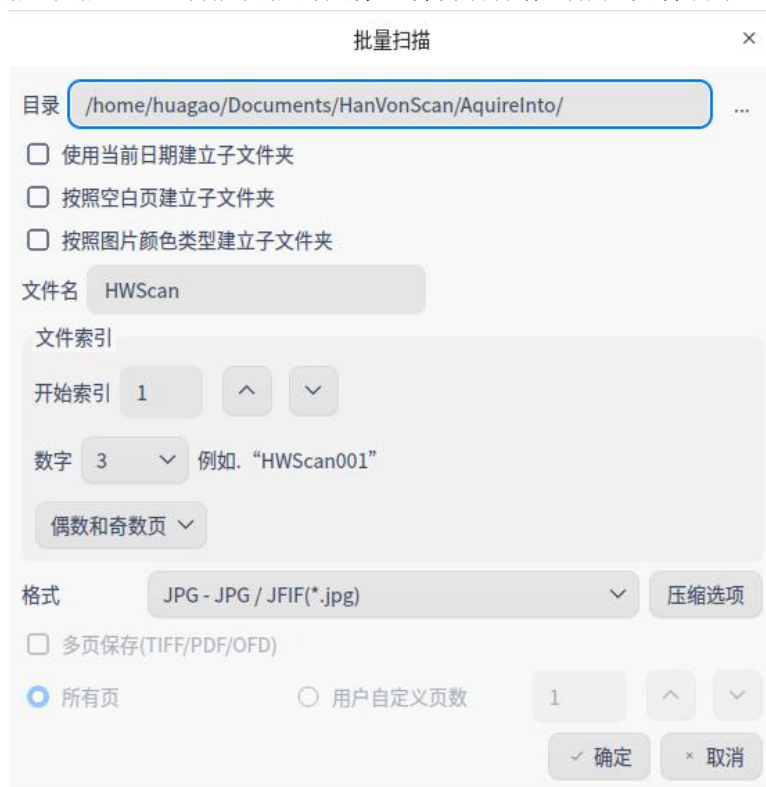 批量扫描 ×
目录 /home/huagao/Documents/HanVonScan/AquireInto/ ...
使用当前日期建立子文件夹
按照空白页建立子文件夹
按照图片颜色类型建立子文件夹
文件名 HWScan
文件索引
开始索引 1
数字 3 例如.“HWScan001”
偶数和奇数页
格式 JPG - JPG / JFIF(*.jpg) 压缩选项
多页保存(TIFF/PDF/OFD)
所有页 用户自定义页数 1
确定 取消